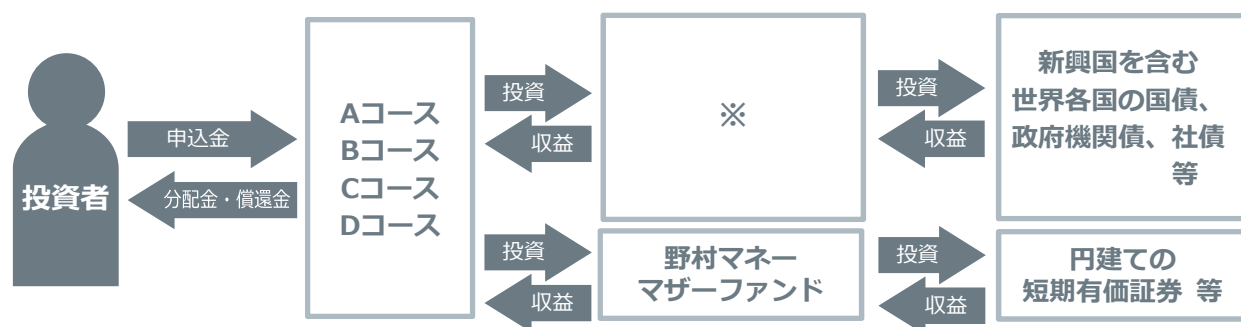 投資者
申込金
分配金・償還金
Aコース
Bコース
Cコース
Dコース
投資
収益
※
投資
収益
新興国を含む
世界各国の国債、
政府機関債、社債
等
投資
収益
野村マネー
マザーファンド
投資
収益
円建ての
短期有価証券 等